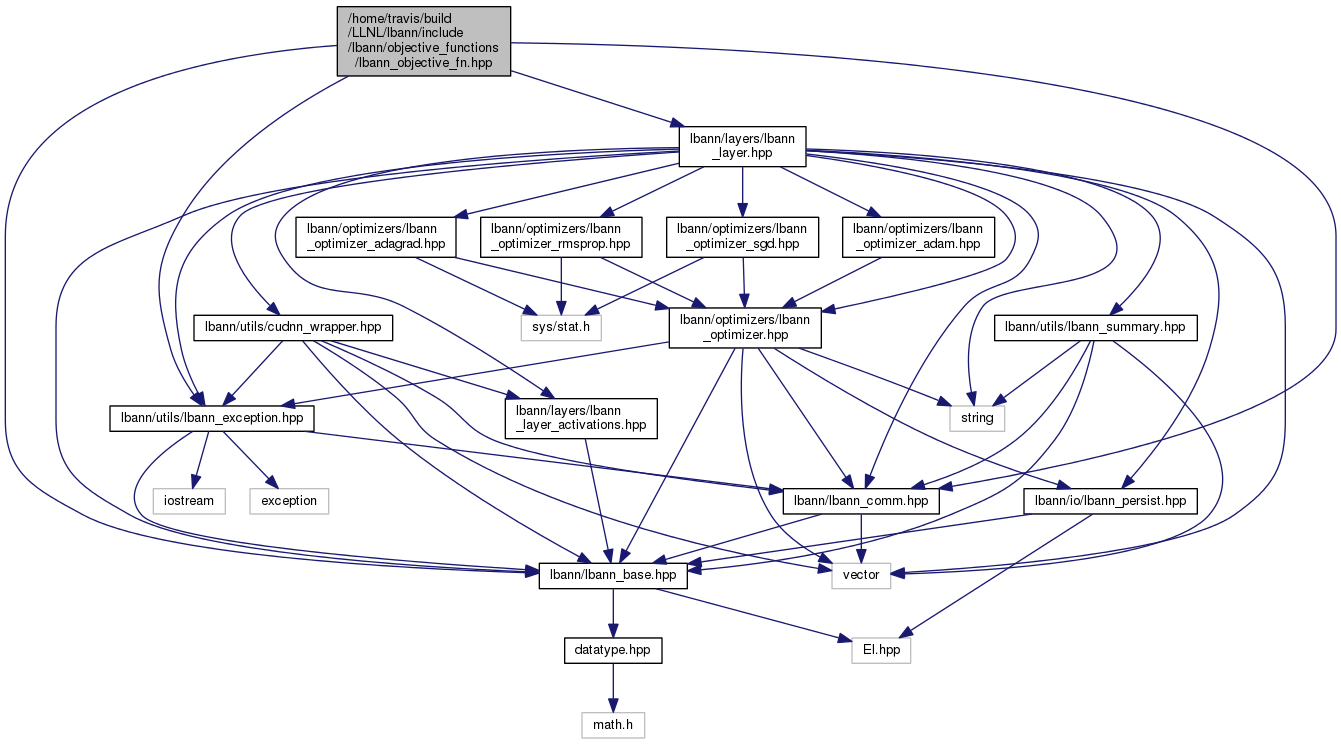 /home/travis/build
/LLNL/lbann/include
/lbann/objective_functions
/lbann_objective_fn.hpp
lbann/layers/lbann
_layer.hpp
lbann/optimizers/lbann
_optimizer_adagrad.hpp
lbann/optimizers/lbann
_optimizer_rmsprop.hpp
lbann/optimizers/lbann
_optimizer_sgd.hpp
lbann/optimizers/lbann
_optimizer_adam.hpp
lbann/utils/cudnn_wrapper.hpp
sys/stat.h
lbann/optimizers/lbann
_optimizer.hpp
lbann/utils/lbann_summary.hpp
lbann/utils/lbann_exception.hpp
lbann/layers/lbann
_layer_activations.hpp
string
iostream
exception
lbann/lbann_comm.hpp
lbann/io/lbann_persist.hpp
lbann/lbann_base.hpp
vector
datatype.hpp
El.hpp
math.h